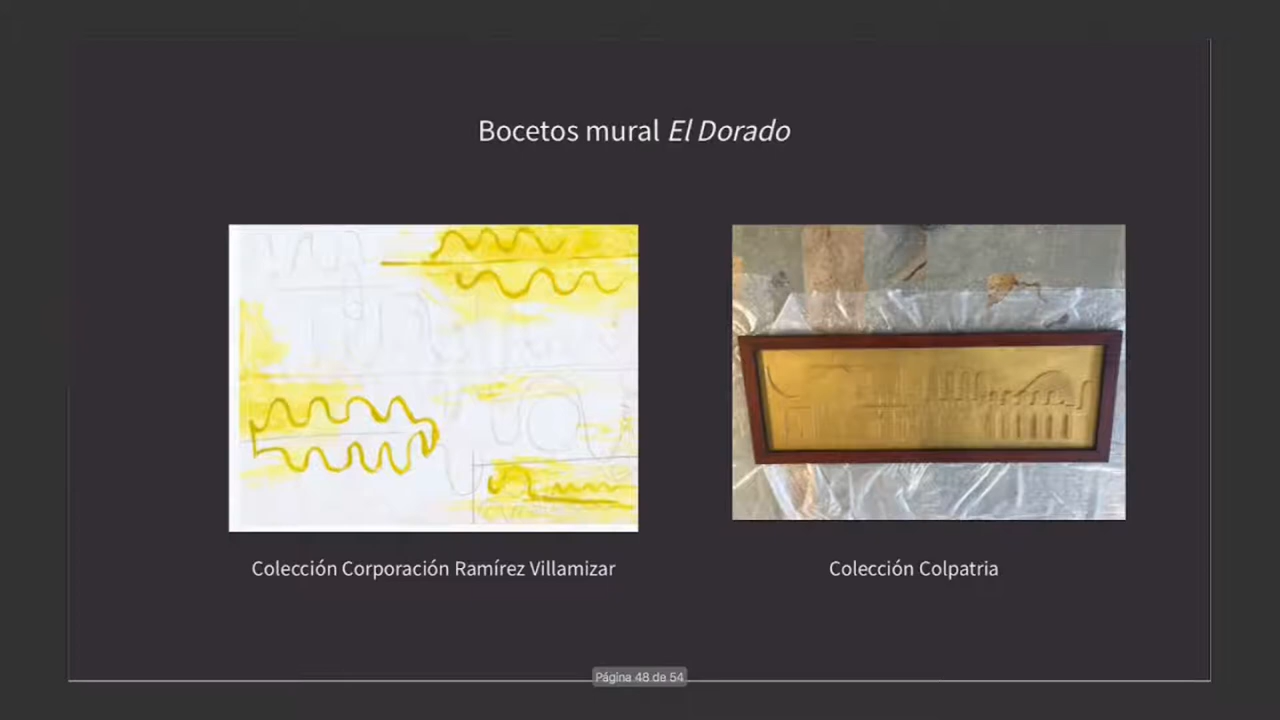 Bocetos mural El Dorado
Colección Corporación Ramírez Villamizar
Colección Colpatria
Página 48 de 54